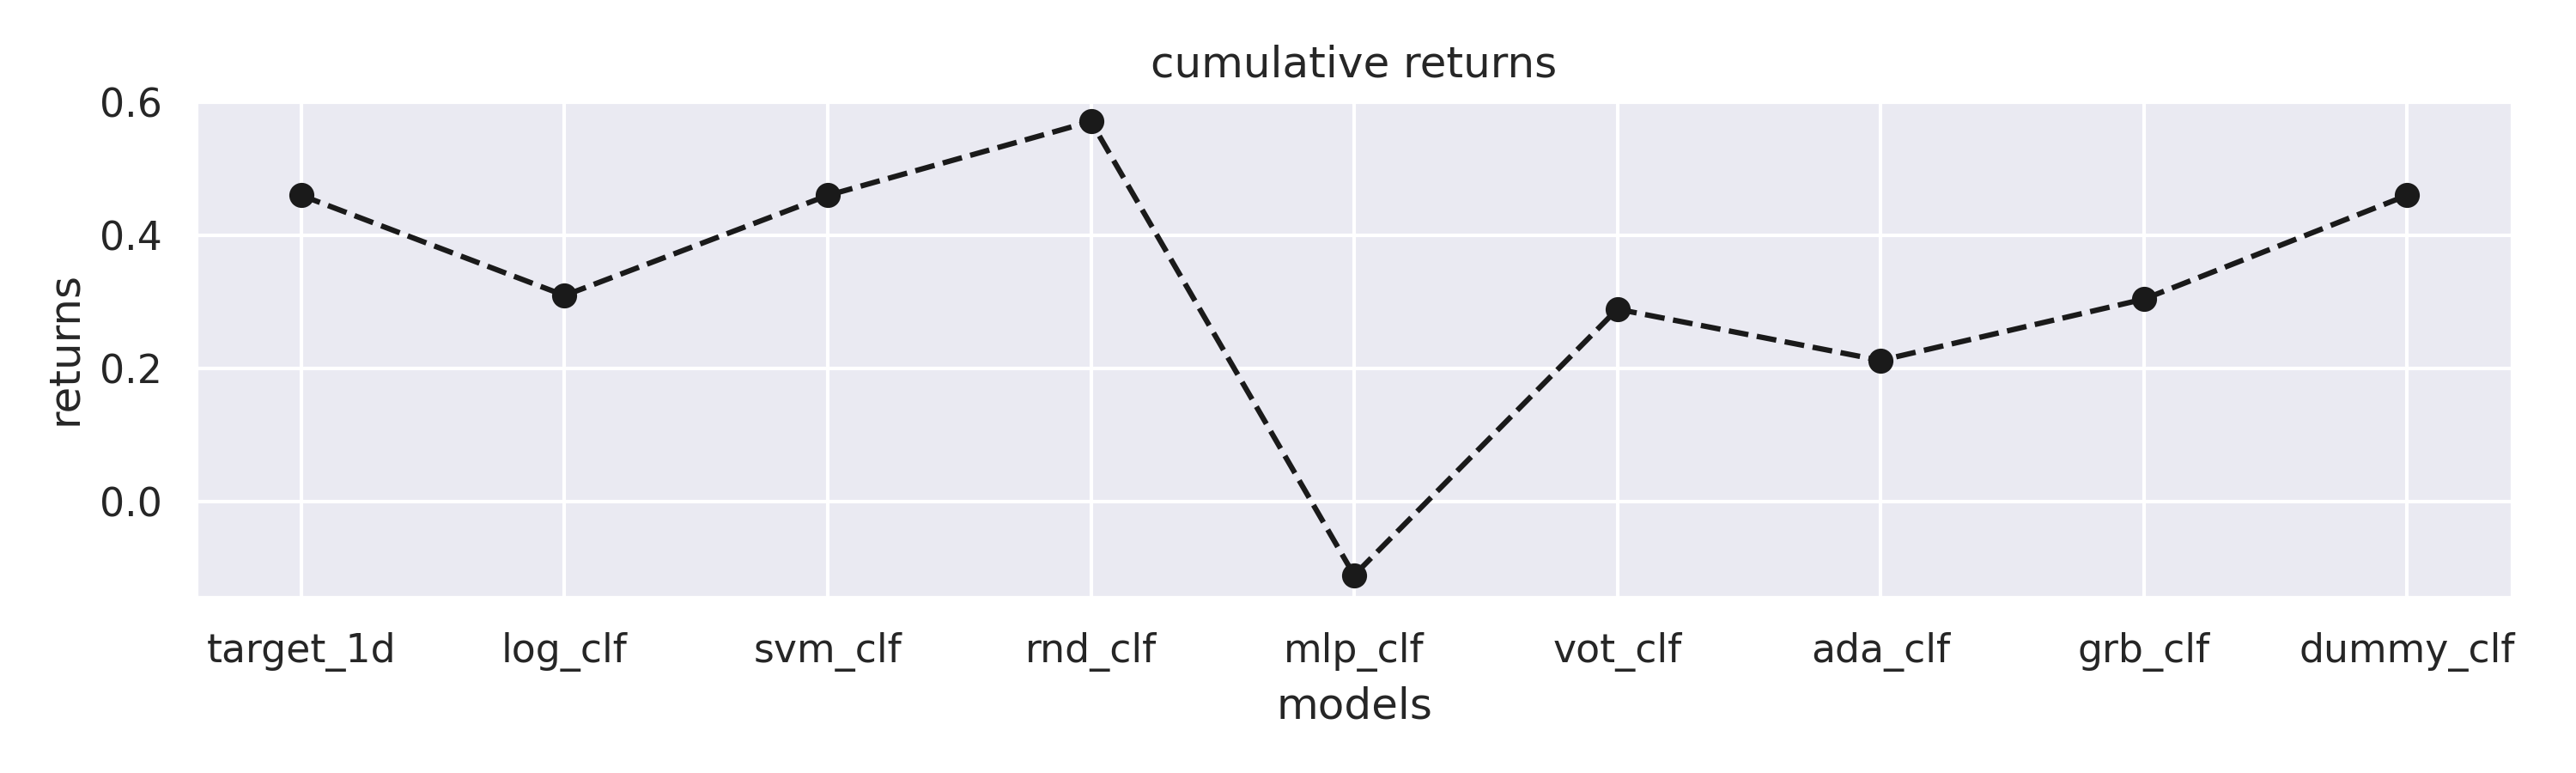 cumulative returns
0.6
0.4
0.2
0.0
returns
target_1d log_clf svm_clf rnd_clf mlp_clf vot_clf ada_clf grb_clf dummy_clf
models